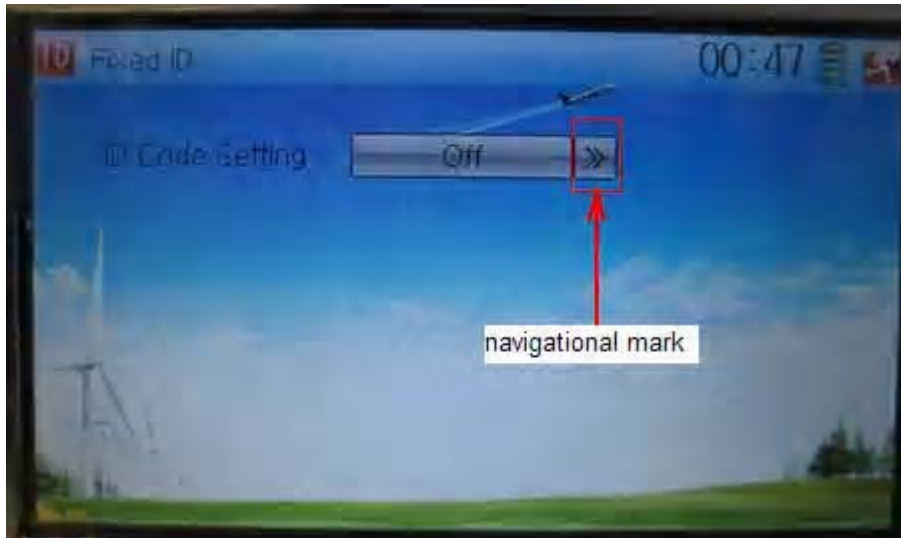 ID Fixed ID 00:47
ID Code Setting Off »
navigational mark